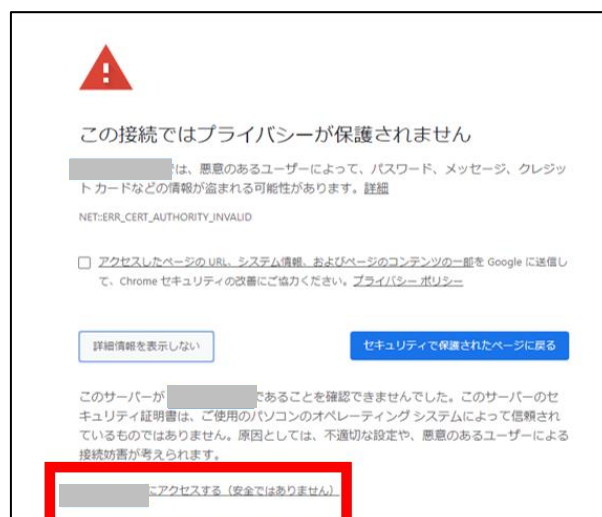 この接続ではプライバシーが保護されません
では、悪意のあるユーザーによって、パスワード、メッセージ、クレジッ
ト カードなどの情報が盗まれる可能性があります。詳細
NET::ERR_CERT_AUTHORITY_INVALID
アクセスしたページの URL、システム情報、およびページのコンテンツの一部を Google に送信し
て、Chrome セキュリティの改善にご協力ください。プライバシー ポリシー
詳細情報を表示しない
セキュリティで保護されたページに戻る
このサーバーが であることを確認できませんでした。このサーバーのセ
キュリティ証明書は、ご使用のパソコンのオペレーティング システムによって信頼され
ているものではありません。原因としては、不適切な設定や、悪意のあるユーザーによる
接続妨害が考えられます。
にアクセスする（安全ではありません）